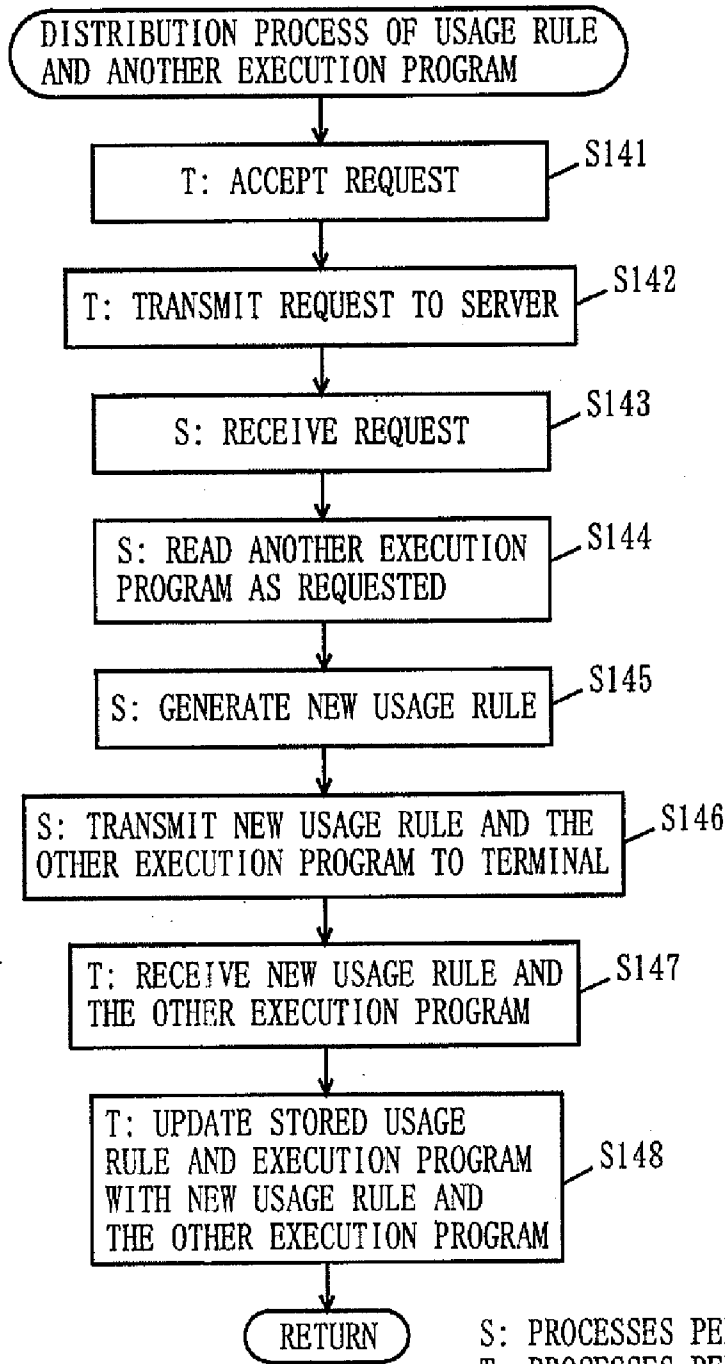 DISTRIBUTION PROCESS OF USAGE RULE
AND ANOTHER EXECUTION PROGRAM
S141
T: ACCEPT REQUEST
S142
T: TRANSMIT REQUEST TO SERVER
S143
S: RECEIVE REQUEST
S144
S: READ ANOTHER EXECUTION
PROGRAM AS REQUESTED
S145
S: GENERATE NEW USAGE RULE
S146
S: TRANSMIT NEW USAGE RULE AND THE
OTHER EXECUTION PROGRAM TO TERMINAL
S147
T: RECEIVE NEW USAGE RULE AND
THE OTHER EXECUTION PROGRAM
S148
T: UPDATE STORED USAGE
RULE AND EXECUTION PROGRAM
WITH NEW USAGE RULE AND
THE OTHER EXECUTION PROGRAM
RETURN
S: PROCESSES
T: PROCESSES